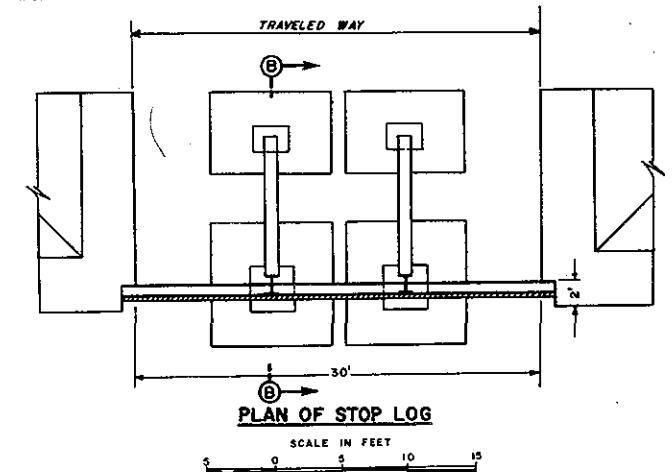 TRAVELED WAY
B
2'
30'
B
PLAN OF STOP LOG
SCALE IN FEET
5 0 5 10 15